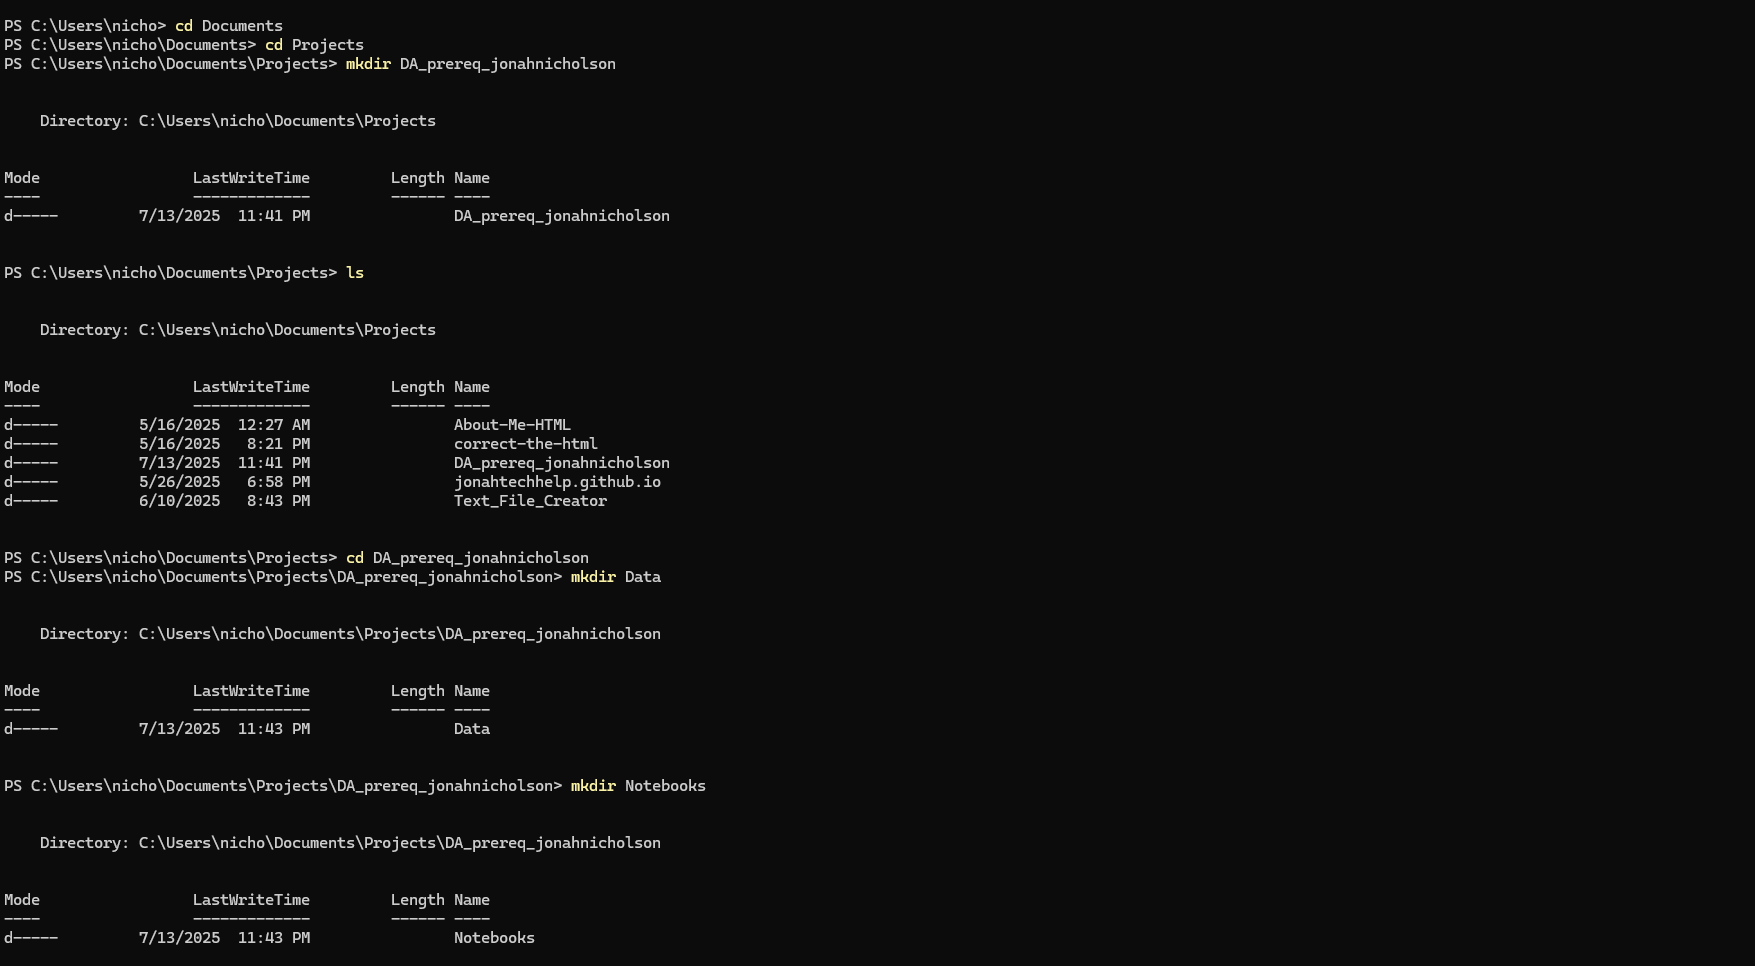 PS C:\Users\nicho> cd Documents
PS C:\Users\nicho\Documents> cd Projects
PS C:\Users\nicho\Documents\Projects> mkdir DA_prereq_jonahnicholson
Directory: C:\Users\nicho\Documents\Projects
Mode LastWriteTime Length Name
---- ------------- ------ ----
d----- 7/13/2025 11:41 PM DA_prereq_jonahnicholson
PS C:\Users\nicho\Documents\Projects> ls
Directory: C:\Users\nicho\Documents\Projects
Mode LastWriteTime Length Name
---- ------------- ------ ----
d----- 5/16/2025 12:27 AM About-Me-HTML
d----- 5/16/2025 8:21 PM correct-the-html
d----- 7/13/2025 11:41 PM DA_prereq_jonahnicholson
d----- 5/26/2025 6:58 PM jonahtechhelp.github.io
d----- 6/10/2025 8:43 PM Text_File_Creator
PS C:\Users\nicho\Documents\Projects> cd DA_prereq_jonahnicholson
PS C:\Users\nicho\Documents\Projects\DA_prereq_jonahnicholson> mkdir Data
Directory: C:\Users\nicho\Documents\Projects\DA_prereq_jonahnicholson
Mode LastWriteTime Length Name
---- ------------- ------ ----
d----- 7/13/2025 11:43 PM Data
PS C:\Users\nicho\Documents\Projects\DA_prereq_jonahnicholson> mkdir Notebooks
Directory: C:\Users\nicho\Documents\Projects\DA_prereq_jonahnicholson
Mode LastWriteTime Length Name
---- ------------- ------ ----
d----- 7/13/2025 11:43 PM Notebooks